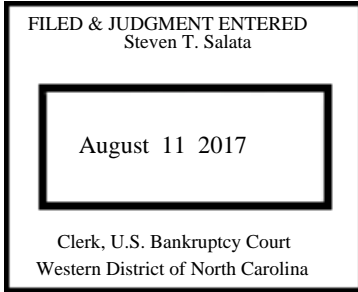 FILED & JUDGMENT ENTERED
Steven T. Salata
August 11 2017
Clerk, U.S. Bankruptcy Court
Western District of North Carolina